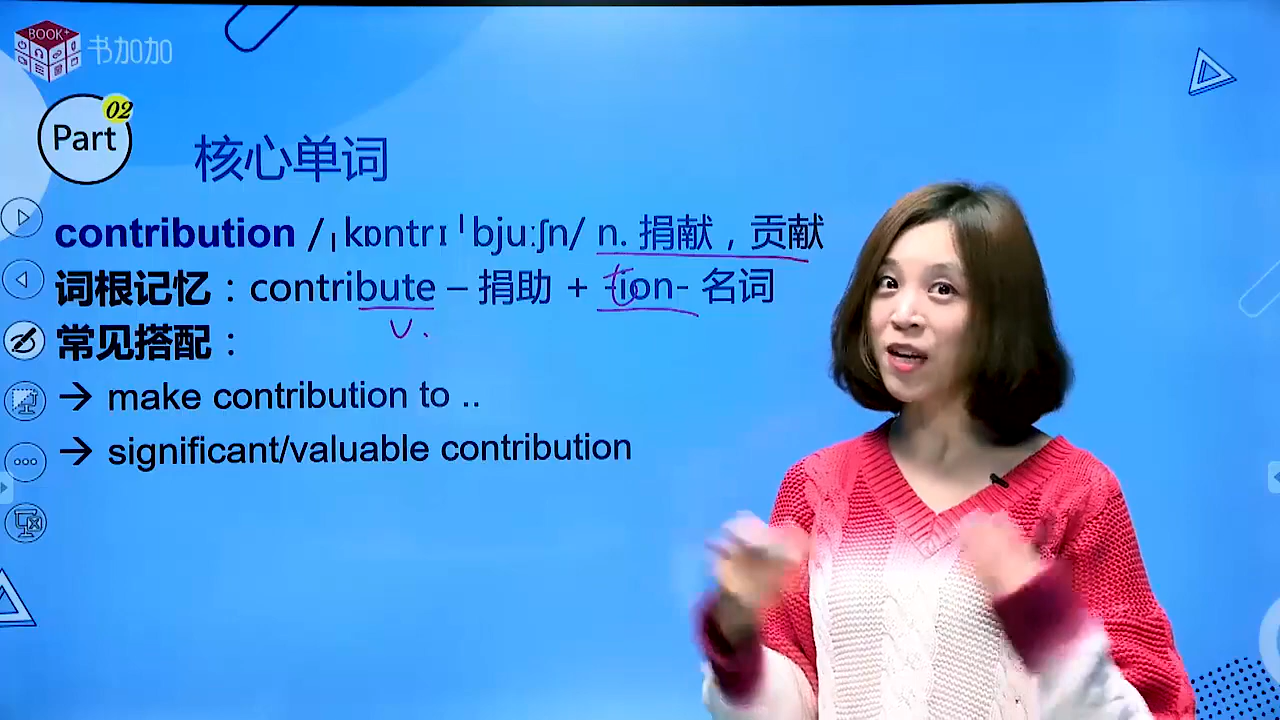 BOOK+
书加加
Part 02
核心单词
contribution /ˌkɒntrɪˈbjuːʃn/ n. 捐献，贡献
词根记忆：contribute – 捐助 + -ion- 名词
t
v.
常见搭配：
→ make contribution to ..
→ significant/valuable contribution